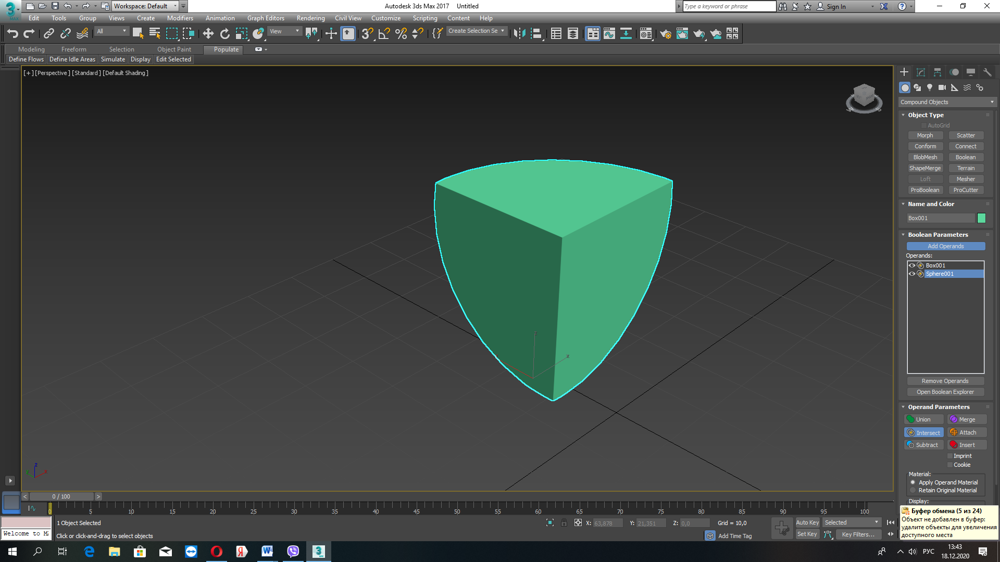 Workspace: Default
Autodesk 3ds Max 2017 Untitled
Type a keyword or phrase
Sign In
3
MAX
Edit Tools Group Views Create Modifiers Animation Graph Editors Rendering Civil View Customize Scripting Content Help
All
View
Create Selection Se
Modeling Freeform Selection Object Paint Populate
Define Flows Define Idle Areas Simulate Display Edit Selected
[+] [Perspective ] [Standard ] [Default Shading ]
Compound Objects
Object Type
AutoGrid
Morph Scatter
Conform Connect
BlobMesh Boolean
ShapeMerge Terrain
Loft Mesher
ProBoolean ProCutter
Name and Color
Box001
Boolean Parameters
Add Operands
Operands:
Box001
Sphere001
Remove Operands
Open Boolean Explorer
Operand Parameters
Union Merge
Intersect Attach
Subtract Insert
Imprint
Cookie
Material:
Apply Operand Material
Retain Original Material
Display:
z
x
z
x
y
< 0 / 100 >
0 5 10 15 20 25 30 35 40 45 50 55 60 65 70 75 80 85 90 95 100
1 Object Selected
X: 63,878 Y: 21,351 Z: 0,0 Grid = 10,0
Auto Key Selected
Welcome to M
Click or click-and-drag to select objects
Add Time Tag
Set Key Key Filters...
Буфер обмена (5 из 24)
Объект не добавлен в буфер:
удалите объекты для увеличения
доступного места
РУС
13:43
18.12.2020